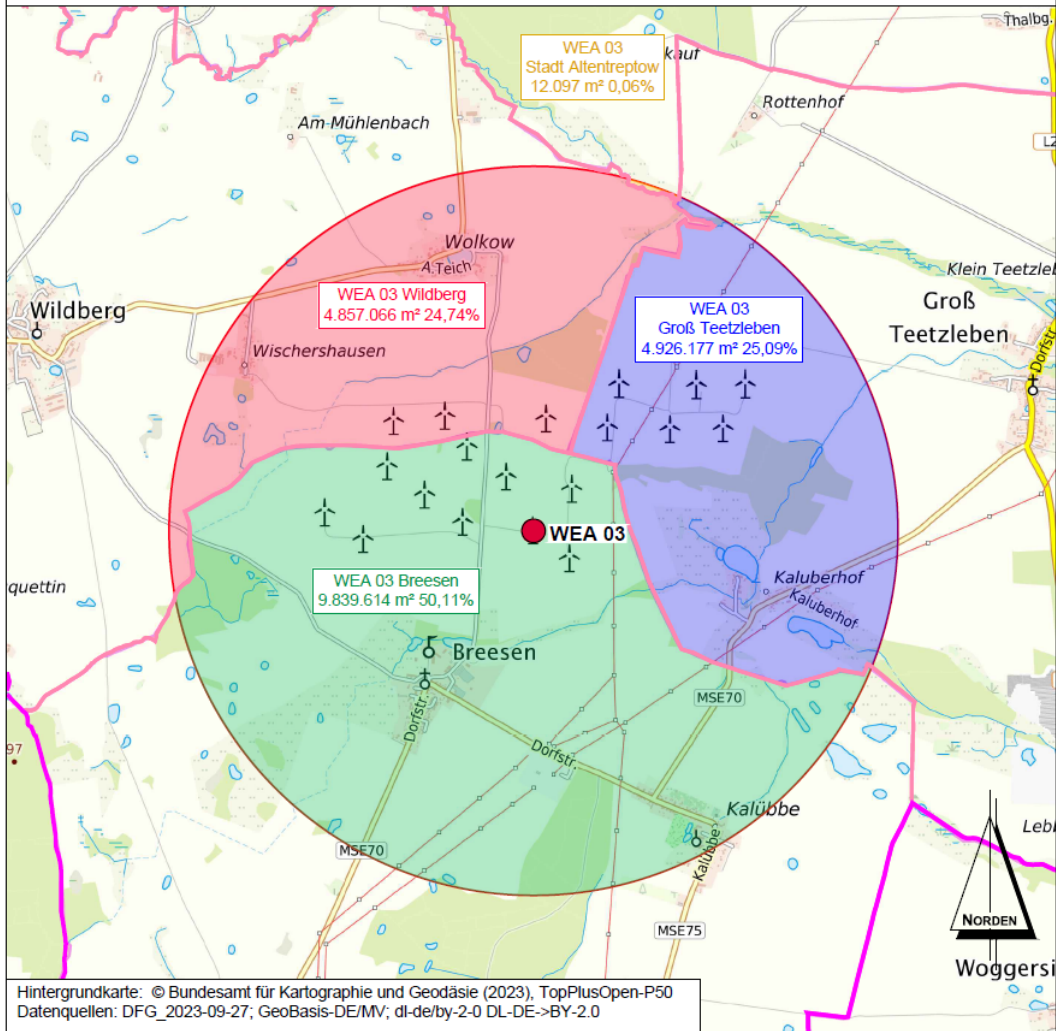 Thalbg.
WEA 03
Stadt Altentreptow
12.097 m² 0,06%
kauf
Rottenhof
Am Mühlenbach
L2
Wolkow
A.Teich
Klein Teetzleb
WEA 03 Wildberg
4.857.066 m² 24,74%
WEA 03
Groß Teetzleben
4.926.177 m² 25,09%
Groß
Teetzleben
Wildberg
Wischershausen
Dorfstr.
WEA 03
quettin
WEA 03 Breesen
9.839.614 m² 50,11%
Kaluberhof
Kaluberhof
Breesen
MSE70
Dorfstr.
97
Dorfstr.
Kalübbe
Lebb
MSE70
Kalübbe
NORDEN
MSE75
Woggersi
Hintergrundkarte: © Bundesamt für Kartographie und Geodäsie (2023), TopPlusOpen-P50
Datenquellen: DFG_2023-09-27; GeoBasis-DE/MV; dl-de/by-2-0 DL-DE->BY-2.0